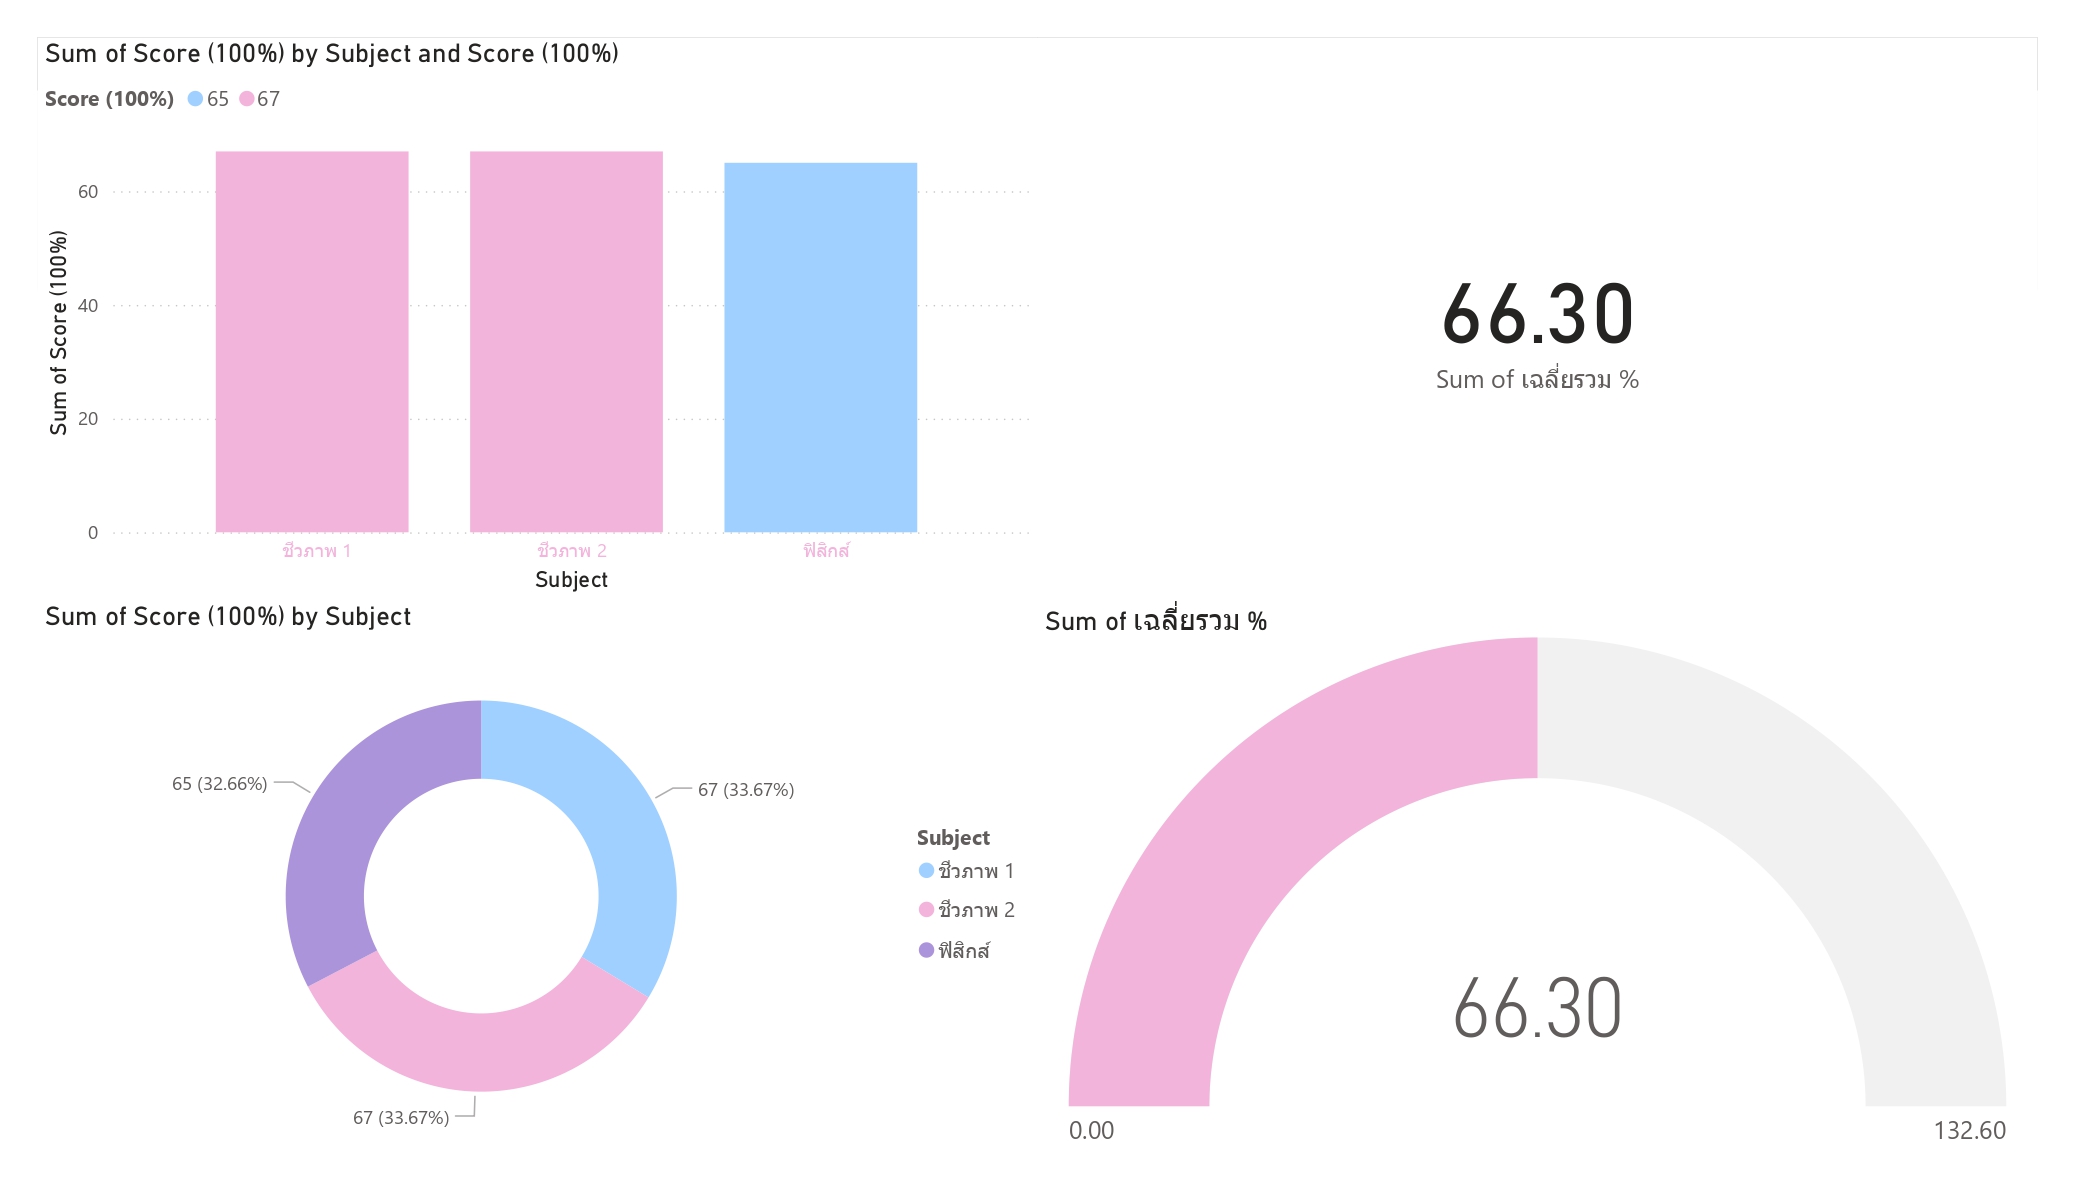 Sum of Score (100%) by Subject and Score (100%)
Score (100%) 65 67
Sum of Score (100%)
60
40
20
0
ชีวภาพ 1 ชีวภาพ 2 ฟิสิกส์
Subject
66.30
Sum of เฉลี่ยรวม %
Sum of Score (100%) by Subject
65 (32.66%)
67 (33.67%)
67 (33.67%)
Subject
ชีวภาพ 1
ชีวภาพ 2
ฟิสิกส์
Sum of เฉลี่ยรวม %
66.30
0.00 132.60